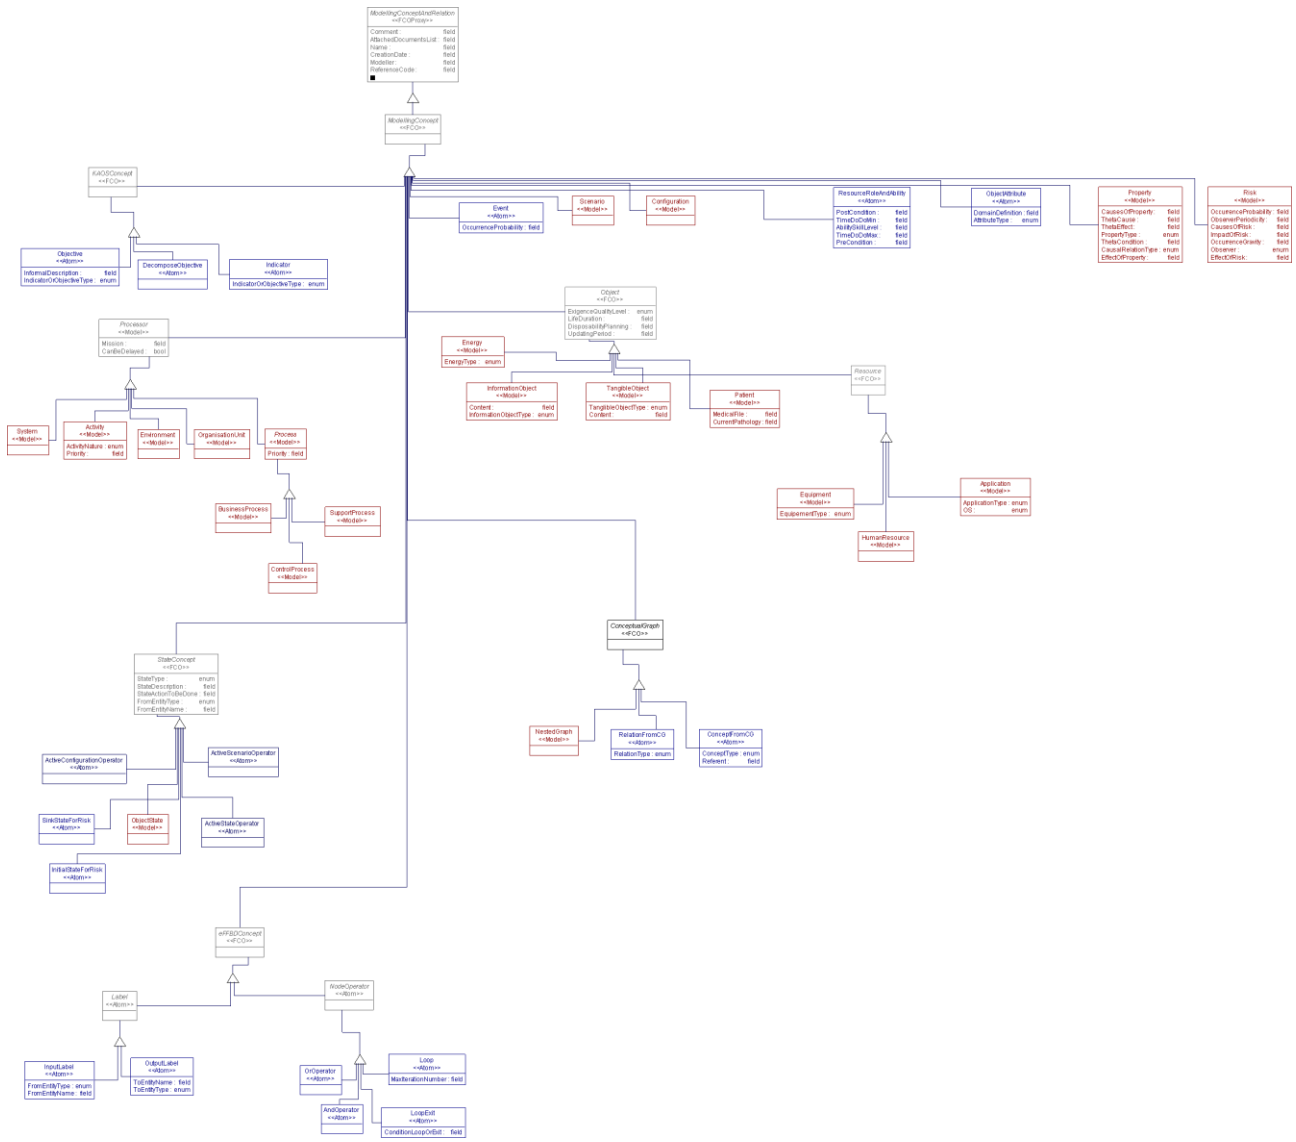 ModellingConceptAndRelation
<<FCOProxy>>
Comment : field
AttachedDocumentsList : field
Name : field
CreationDate : field
Modeller : field
ReferenceCode : field
ModellingConcept
<<FCO>>
KAOSConcept
<<FCO>>
Objective
<<Atom>>
InformalDescription : field
IndicatorOrObjectiveType : enum
DecomposeObjective
<<Atom>>
Indicator
<<Atom>>
IndicatorOrObjectiveType : enum
Event
<<Atom>>
OccurrenceProbability : field
Scenario
<<Model>>
Configuration
<<Model>>
ResourceRoleAndAbility
<<Atom>>
PostCondition : field
TimeDoDoMin : field
AbilitySkillLevel : field
TimeDoDoMax : field
PreCondition : field
ObjectAttribute
<<Atom>>
DomainDefinition : field
AttributeType : enum
Property
<<Model>>
CausesOfProperty : field
ThetaCause : field
ThetaEffect : field
PropertyType : enum
ThetaCondition : field
CausalRelationType : enum
EffectOfProperty : field
Risk
<<Model>>
OccurrenceProbability : field
ObserverPeriodicity : field
CausesOfRisk : field
ImpactOfRisk : field
OccurrenceGravity : field
Observer : enum
EffectOfRisk : field
Object
<<FCO>>
ExigenceQualityLevel : enum
LifeDuration : field
DisposabilityPlanning : field
UpdatingPeriod : field
Processor
<<Model>>
Mission : field
CanBeDelayed : bool
Energy
<<Model>>
EnergyType : enum
InformationObject
<<Model>>
Content : field
InformationObjectType : enum
TangibleObject
<<Model>>
TanglibleObjectType : enum
Content : field
Patient
<<Model>>
MedicalFile : field
CurrentPathology : field
Resource
<<FCO>>
System
<<Model>>
Activity
<<Model>>
ActivityNature : enum
Priority : field
Environment
<<Model>>
OrganisationUnit
<<Model>>
Process
<<Model>>
Priority : field
BusinessProcess
<<Model>>
SupportProcess
<<Model>>
ControlProcess
<<Model>>
Equipment
<<Model>>
EquipementType : enum
Application
<<Model>>
ApplicationType : enum
OS : enum
HumanResource
<<Model>>
ConceptualGraph
<<FCO>>
NestedGraph
<<Model>>
RelationFromCG
<<Atom>>
RelationType : enum
ConceptFromCG
<<Atom>>
ConceptType : enum
Referent : field
StateConcept
<<FCO>>
StateType : enum
StateDescription : field
StateActionToBeDone : field
FromEntityType : enum
FromEntityName : field
ActiveConfigurationOperator
<<Atom>>
ActiveScenarioOperator
<<Atom>>
SinkStateForRisk
<<Atom>>
ObjectState
<<Model>>
ActiveStateOperator
<<Atom>>
InitialStateForRisk
<<Atom>>
eFFBDConcept
<<FCO>>
Label
<<Atom>>
NodeOperator
<<Atom>>
InputLabel
<<Atom>>
FromEntityType : enum
FromEntityName : field
OutputLabel
<<Atom>>
ToEntityName : field
ToEntityType : enum
OrOperator
<<Atom>>
Loop
<<Atom>>
MaxIterationNumber : field
AndOperator
<<Atom>>
LoopExit
<<Atom>>
ConditionLoopOrExit : field